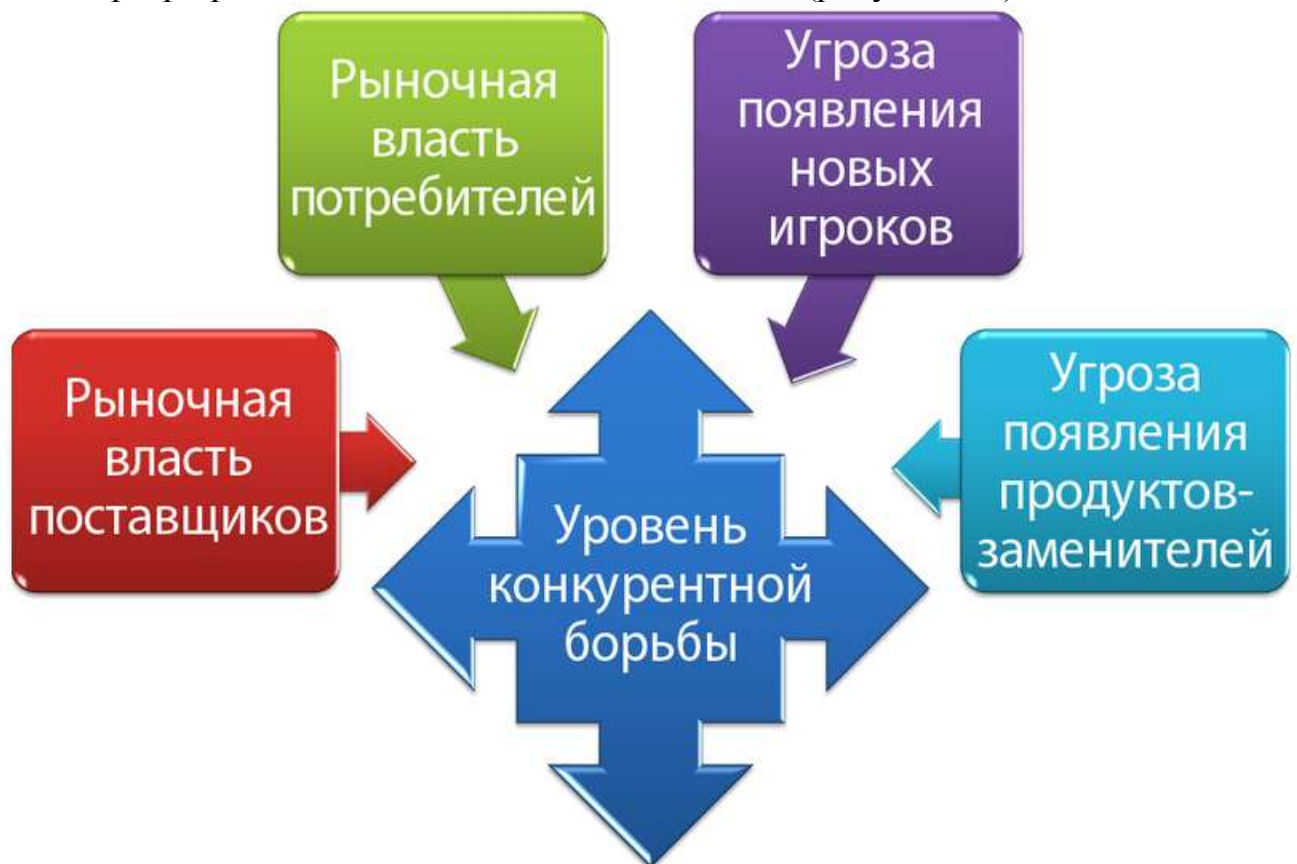 Рыночная
власть
потребителей
Угроза
появления
новых
игроков
Рыночная
власть
поставщиков
Угроза
появления
продуктов-
заменителей
Уровень
конкурентной
борьбы